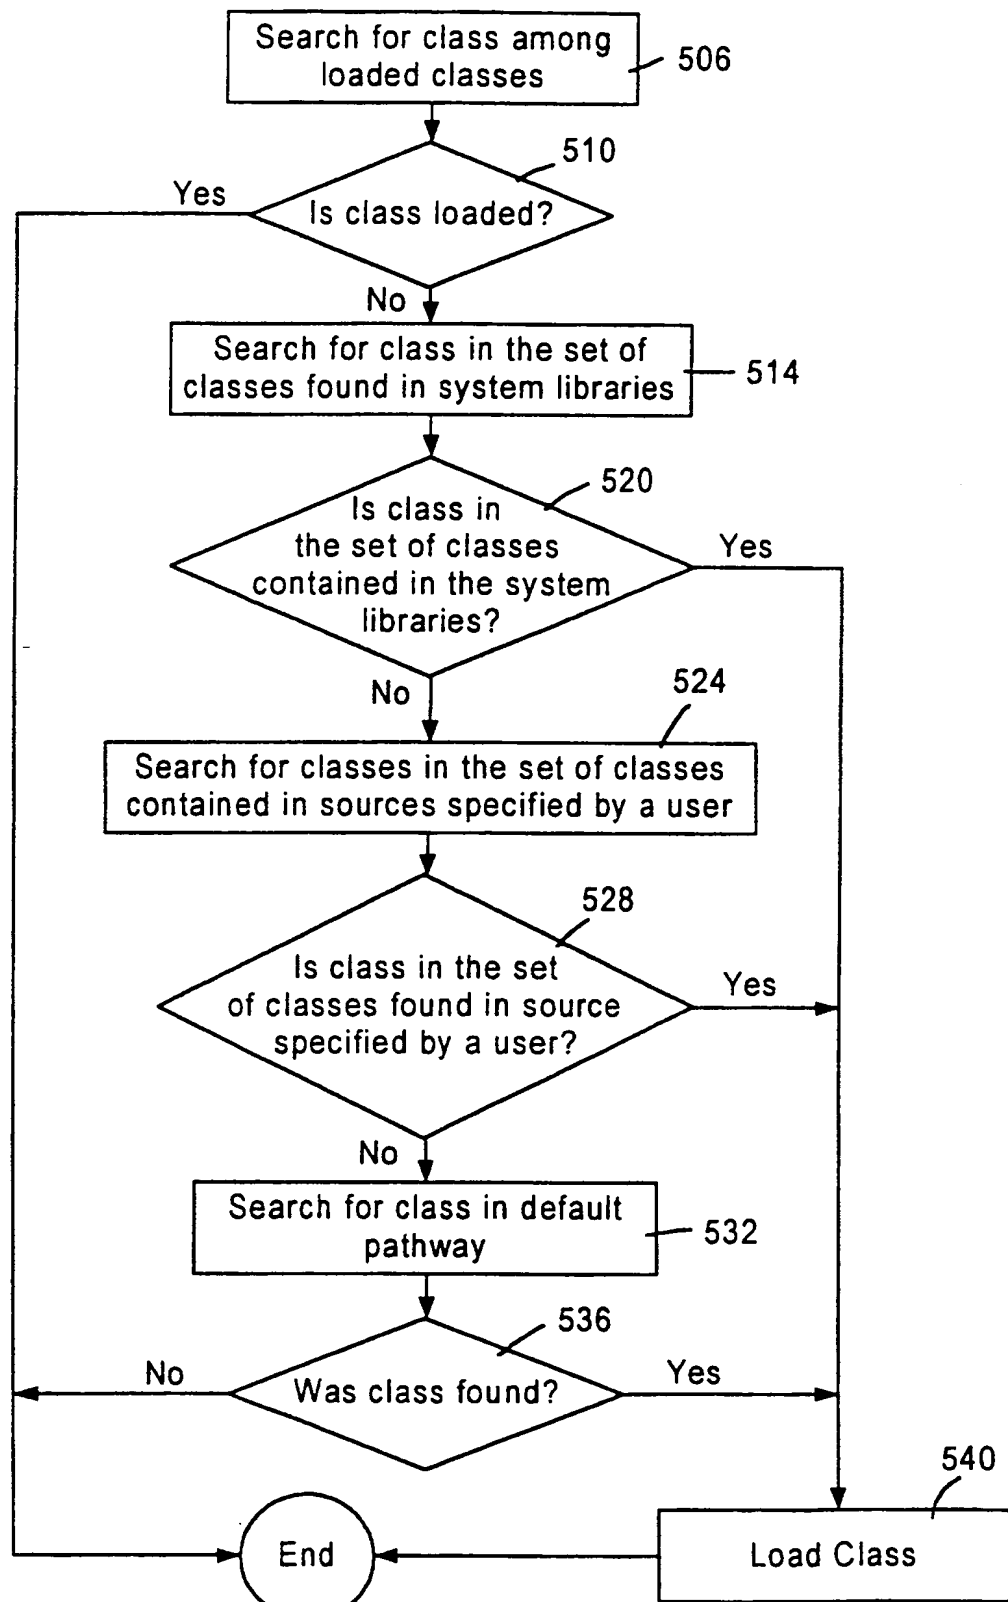 Search for class among
loaded classes
506
510
Yes
Is class loaded?
No
Search for class in the set of
classes found in system libraries
514
520
Is class in
the set of classes
contained in the system
libraries?
Yes
No
524
Search for classes in the set of classes
contained in sources specified by a user
528
Is class in the set
of classes found in source
specified by a user?
Yes
No
Search for class in default
pathway
532
536
No
Was class found?
Yes
540
End
Load Class